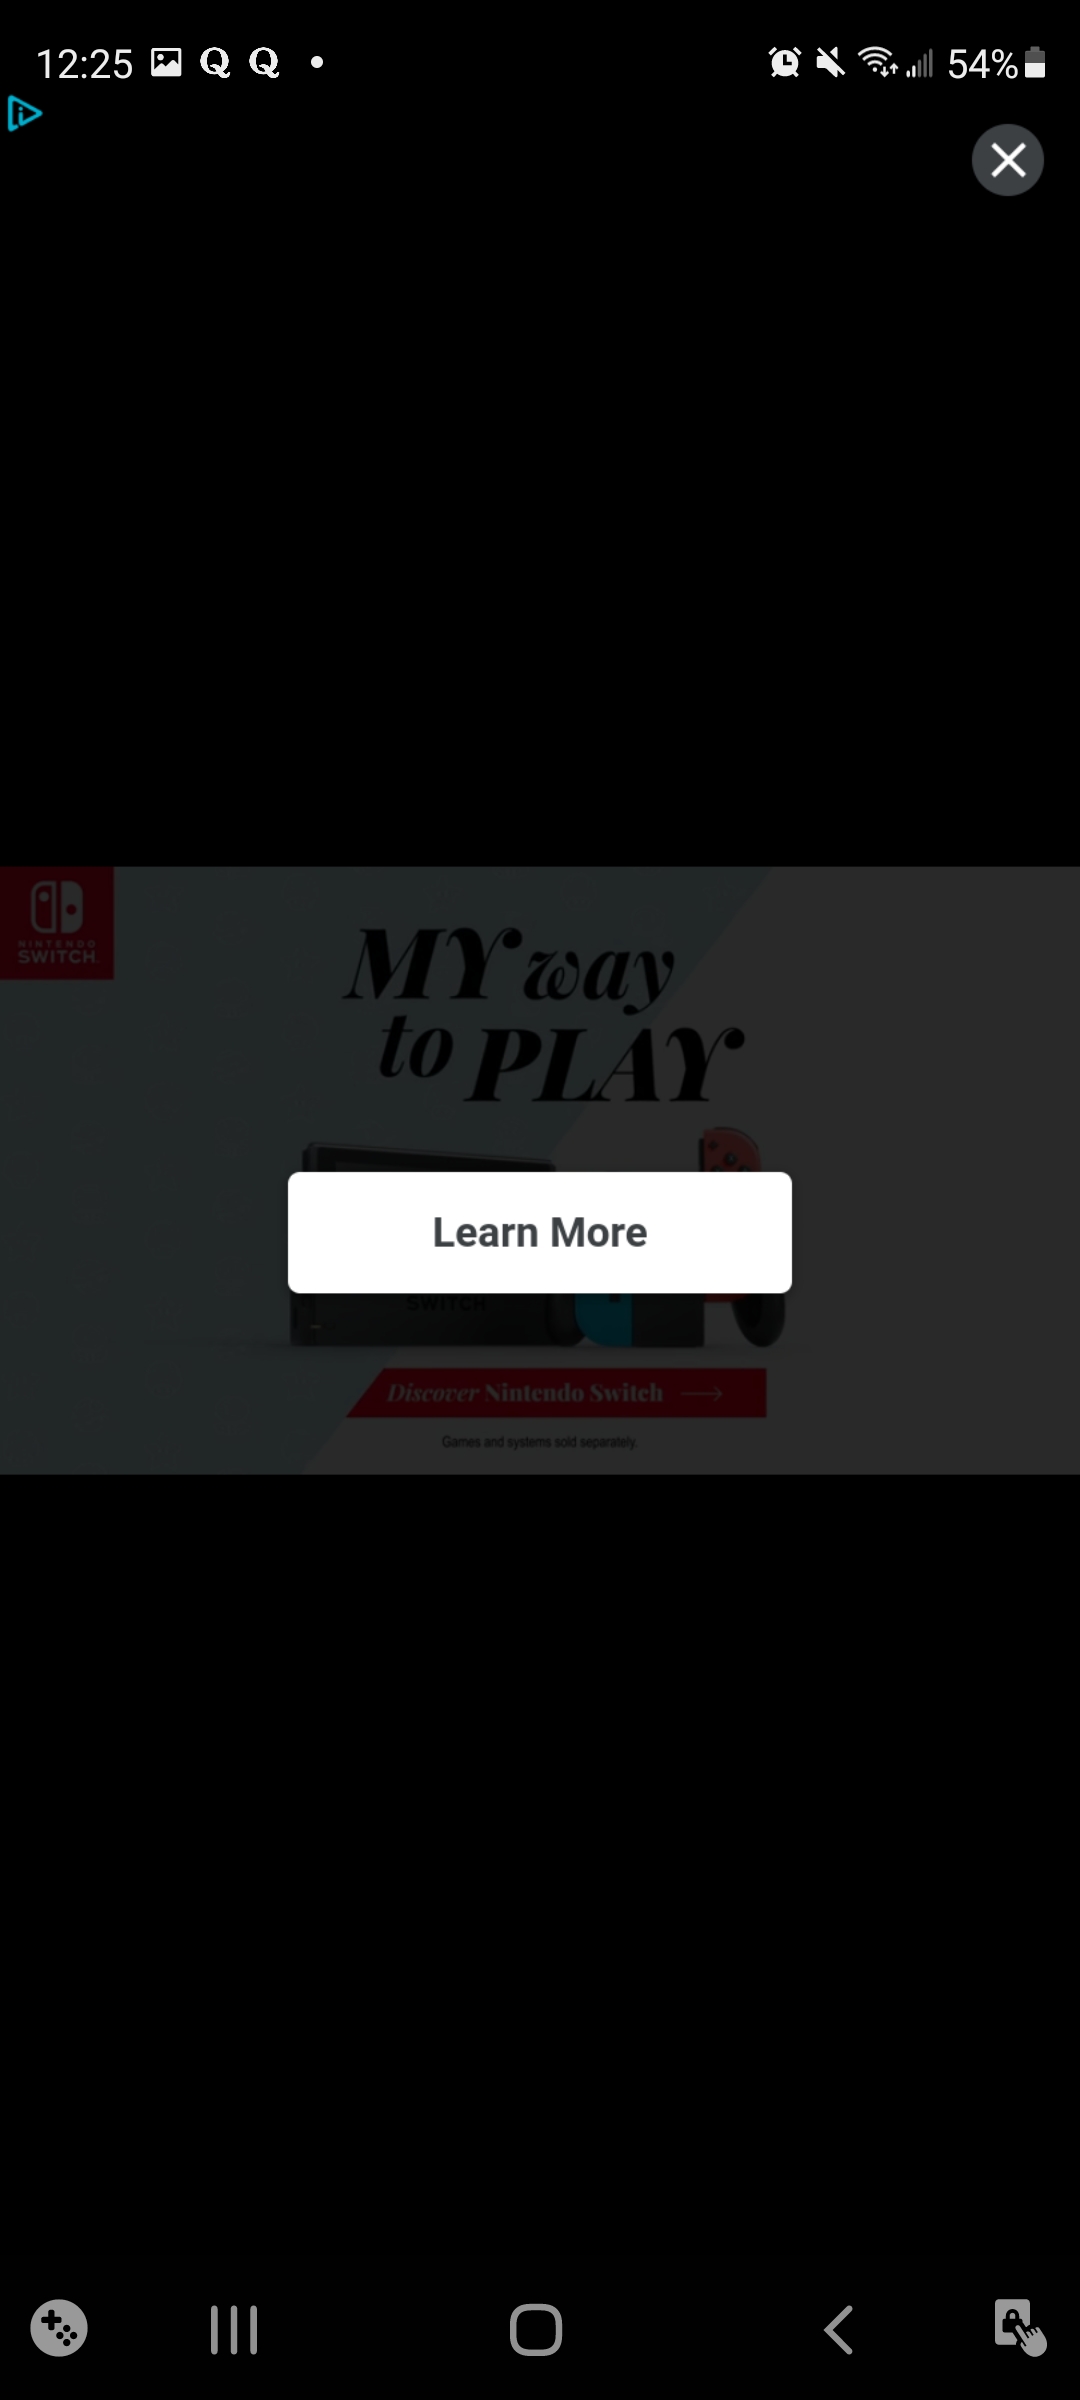 12:25 Q Q 54%
NINTENDO
SWITCH
MY way
to PLAY
Learn More
SWITCH
Discover Nintendo Switch
Games and systems sold separately.